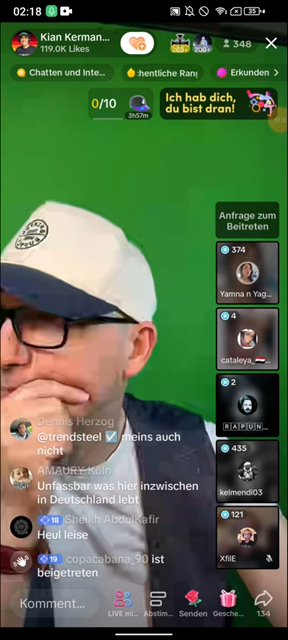 02:18
35
Kian Kerman...
119.0K Likes
200+
700+
348
Chatten und Inte...
hentliche Rang
Erkunden
0/10
3h57m
Ich hab dich,
du bist dran!
Anfrage zum
Beitreten
374
Yamna n Yag...
4
cataleya_...
2
RAPUN...
435
kelmendi03
121
XfilE
Dennis Herzog
@trendsteel ☑ meins auch
nicht
AMAURY Köln
Unfassbar was hier inzwischen
in Deutschland lebt
18 Sheikh AbdulKafir
Heul leise
19 copacabana_90 ist
beigetreten
Komment...
LIVE mi...
Abstim...
Senden
Gesche...
134